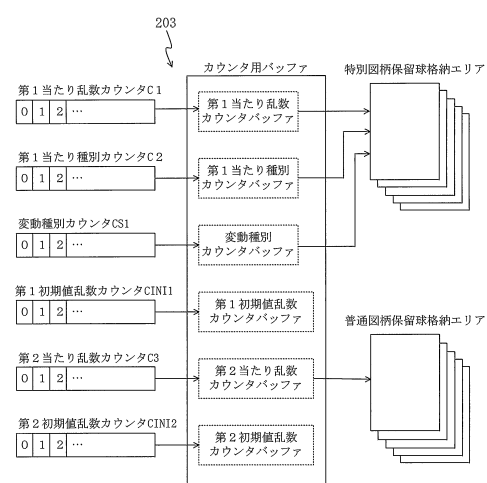 203
カウンタ用バッファ
特別図柄保留球格納エリア
第1当たり乱数カウンタC1
0 1 2 …
第1当たり乱数
カウンタバッファ
第1当たり種別カウンタC2
0 1 2 …
第1当たり種別
カウンタバッファ
変動種別カウンタCS1
0 1 2 …
変動種別
カウンタバッファ
第1初期値乱数カウンタCINI1
0 1 2 …
第1初期値乱数
カウンタバッファ
普通図柄保留球格納エリア
第2当たり乱数カウンタC3
0 1 2 …
第2当たり乱数
カウンタバッファ
第2初期値乱数カウンタCINI2
0 1 2 …
第2初期値乱数
カウンタバッファ